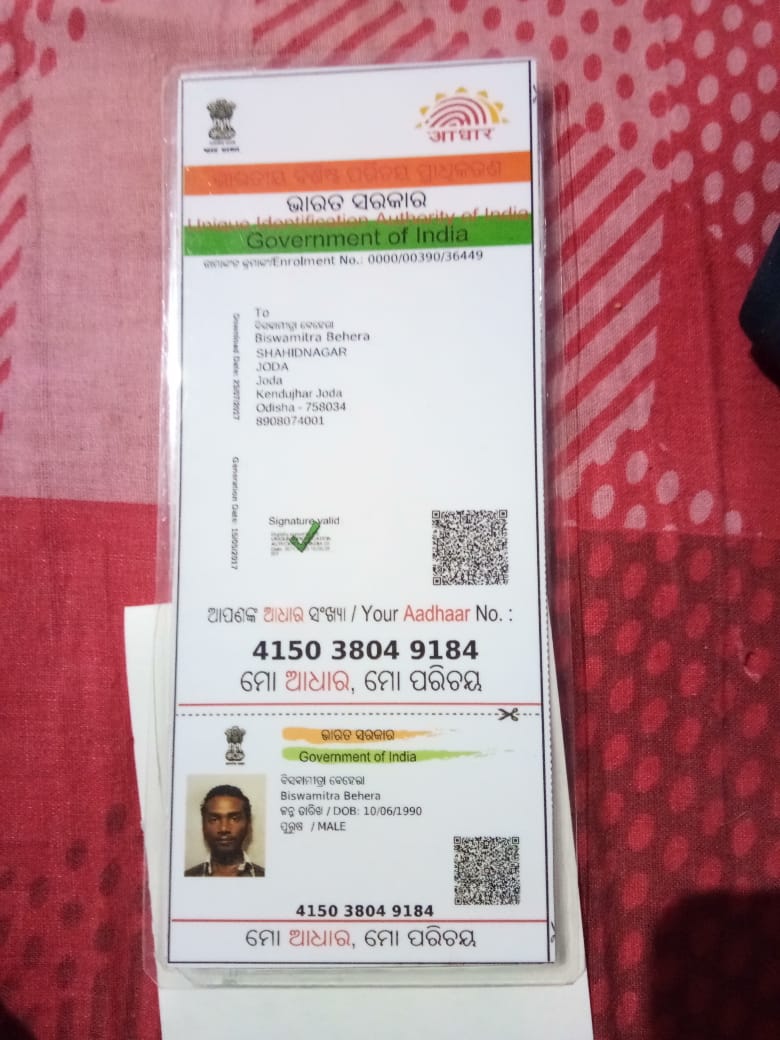 आधार
ଭାରତୀୟ ବିଶିଷ୍ଟ ପରିଚୟ ପ୍ରାଧିକରଣ
ଭାରତ ସରକାର
Unique Identification Authority of India
Government of India
Enrolment No.: 0000/00390/36449
To
ବିସ୍ଵାମୀତ୍ରା ବେହେରା
Biswamitra Behera
SHAHIDNAGAR
JODA
Joda
Kendujhar Joda
Odisha - 758034
8908074001
Download Date: 25/07/2017
Generation Date: 15/05/2017
Signature valid
ଆପଣଙ୍କ ଆଧାର ସଂଖ୍ୟା / Your Aadhaar No. :
4150 3804 9184
ମୋ ଆଧାର, ମୋ ପରିଚୟ
ଭାରତ ସରକାର
Government of India
ବିସ୍ଵାମୀତ୍ରା ବେହେରା
Biswamitra Behera
ଜନ୍ମ ତାରିଖ / DOB: 10/06/1990
ପୁରୁଷ / MALE
4150 3804 9184
ମୋ ଆଧାର, ମୋ ପରିଚୟ